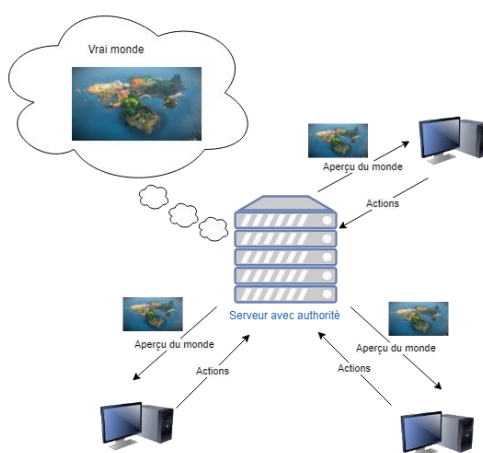 Vrai monde
Aperçu du monde
Actions
Serveur avec authorité
Aperçu du monde
Actions
Aperçu du monde
Actions